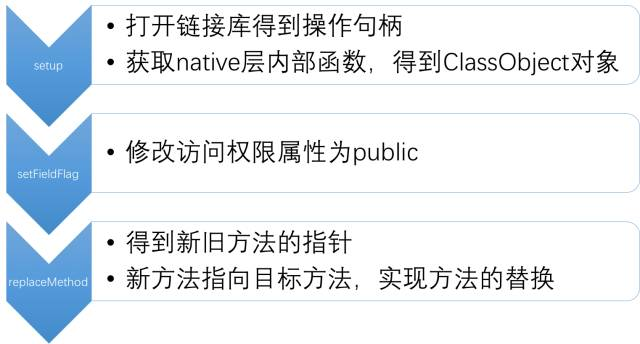 setup
• 打开链接库得到操作句柄
• 获取native层内部函数，得到ClassObject对象
setFieldFlag
• 修改访问权限属性为public
replaceMethod
• 得到新旧方法的指针
• 新方法指向目标方法，实现方法的替换